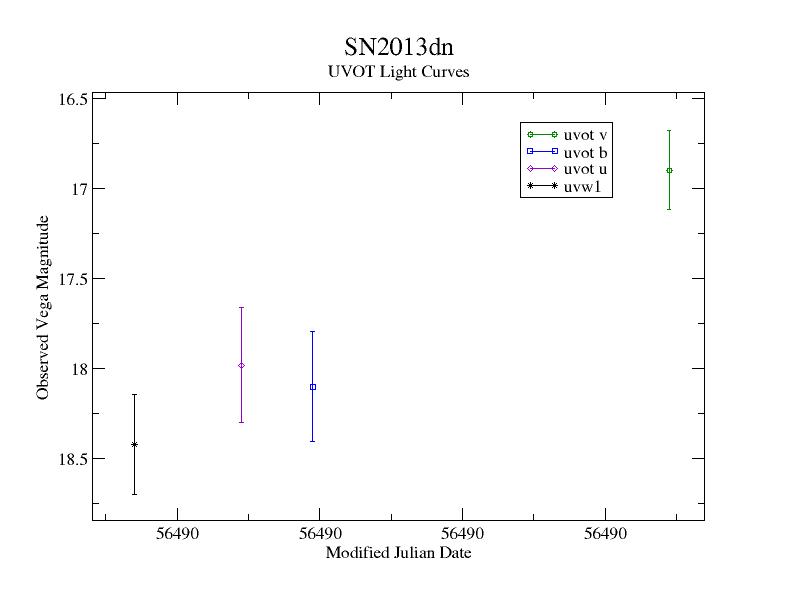 SN2013dn
UVOT Light Curves
16.5
17
17.5
18
18.5
Observed Vega Magnitude
uvot v
uvot b
uvot u
uvw1
56490 56490 56490 56490
Modified Julian Date